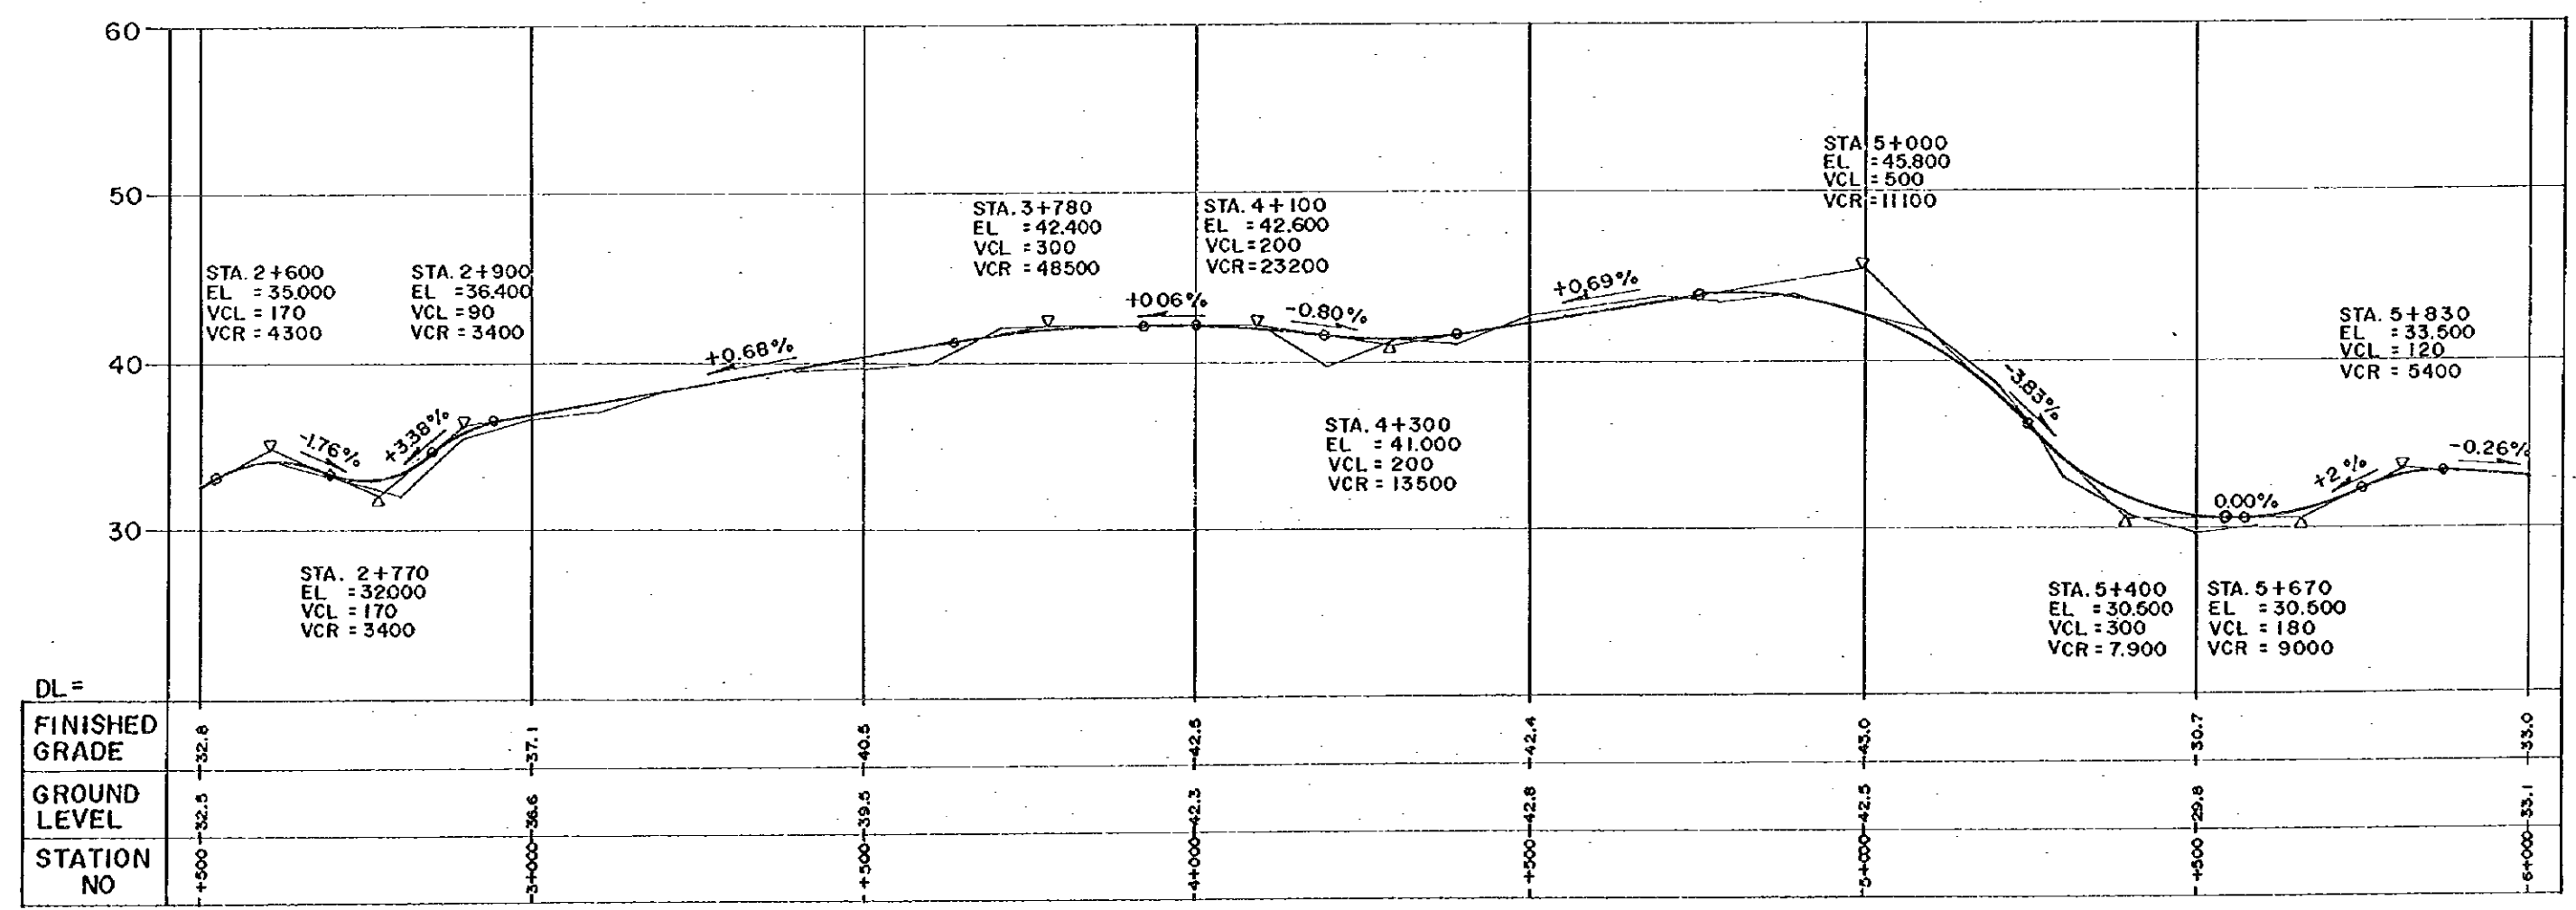 60
50
40
30
STA. 2+600
EL = 35.000
VCL = 170
VCR = 4300
STA. 2+900
EL = 36.400
VCL = 90
VCR = 3400
STA. 3+780
EL = 42.400
VCL = 300
VCR = 48500
STA. 4+100
EL = 42.600
VCL = 200
VCR = 23200
STA. 5+000
EL = 45.800
VCL = 500
VCR = 11100
STA. 5+830
EL = 33.500
VCL = 120
VCR = 5400
-1.76%
+3.38%
+0.68%
+0.06%
-0.80%
+0.69%
-3.83%
0.00%
+2%
-0.26%
STA. 2+770
EL = 32.000
VCL = 170
VCR = 3400
STA. 4+300
EL = 41.000
VCL = 200
VCR = 13500
STA. 5+400
VCL = 300
VCR = 7.900
STA. 5+670
EL = 30.500
VCL = 180
VCR = 9000
DL =
FINISHED
GRADE
32.8
37.1
40.5
42.5
42.4
43.0
30.7
33.0
GROUND
LEVEL
32.5
36.6
39.5
42.3
42.8
42.5
29.8
33.1
STATION
NO
+500
3+000
+500
4+000
+500
5+000
+500
6+000